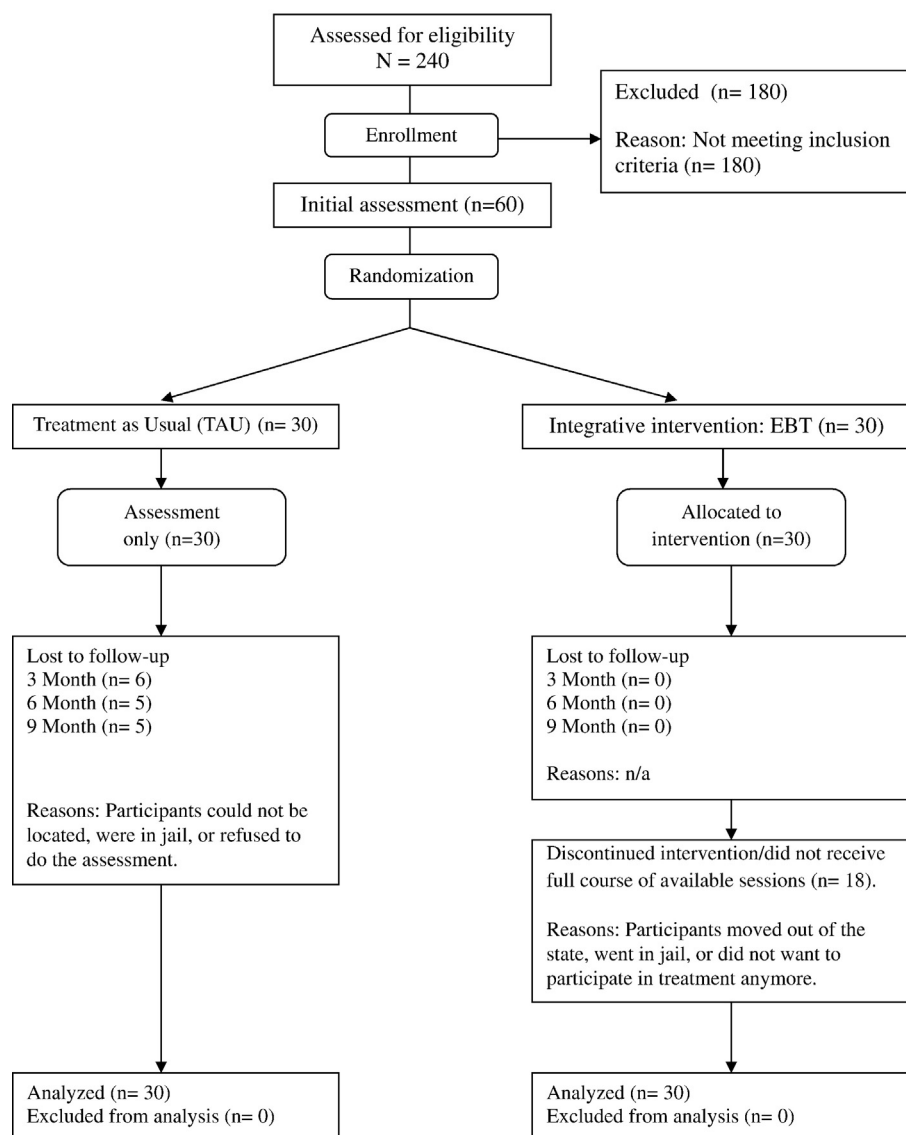 Assessed for eligibility
N = 240
Excluded (n= 180)
Reason: Not meeting inclusion
criteria (n= 180)
Enrollment
Initial assessment (n=60)
Randomization
Treatment as Usual (TAU) (n= 30)
Integrative intervention: EBT (n= 30)
Assessment
only (n=30)
Allocated to
intervention (n=30)
Lost to follow-up
3 Month (n= 6)
6 Month (n= 5)
9 Month (n= 5)
Reasons: Participants could not be
located, were in jail, or refused to
do the assessment.
Lost to follow-up
3 Month (n= 0)
6 Month (n= 0)
9 Month (n= 0)
Reasons: n/a
Discontinued intervention/did not receive
full course of available sessions (n= 18).
Reasons: Participants moved out of the
state, went in jail, or did not want to
participate in treatment anymore.
Analyzed (n= 30)
Excluded from analysis (n= 0)
Analyzed (n= 30)
Excluded from analysis (n= 0)